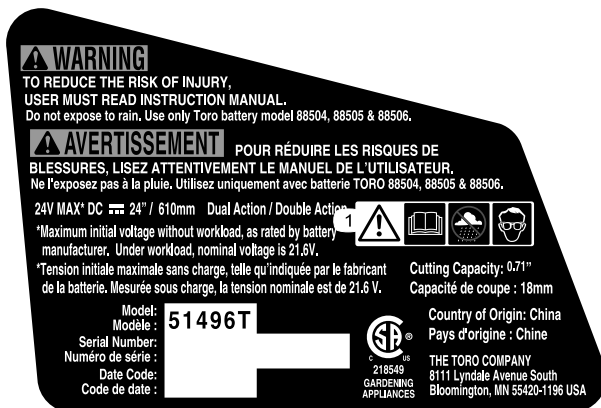 WARNING
TO REDUCE THE RISK OF INJURY,
USER MUST READ INSTRUCTION MANUAL.
Do not expose to rain. Use only Toro battery model 88504, 88505 & 88506.
AVERTISSEMENT POUR RÉDUIRE LES RISQUES DE
BLESSURES, LISEZ ATTENTIVEMENT LE MANUEL DE L'UTILISATEUR.
Ne l'exposez pas à la pluie. Utilisez uniquement avec batterie TORO 88504, 88505 & 88506.
24V MAX* DC 24" / 610mm Dual Action / Double Action
1
*Maximum initial voltage without workload, as rated by battery
manufacturer. Under workload, nominal voltage is 21.6V.
*Tension initiale maximale sans charge, telle qu'indiquée par le fabricant
de la batterie. Mesurée sous charge, la tension nominale est de 21.6 V.
Cutting Capacity: 0.71"
Capacité de coupe : 18mm
Model:
Modèle :
51496T
Serial Number:
Numéro de série :
Date Code:
Code de date :
CSA ®
C US
218549
GARDENING
APPLIANCES
Country of Origin: China
Pays d'origine : Chine
THE TORO COMPANY
8111 Lyndale Avenue South
Bloomington, MN 55420-1196 USA